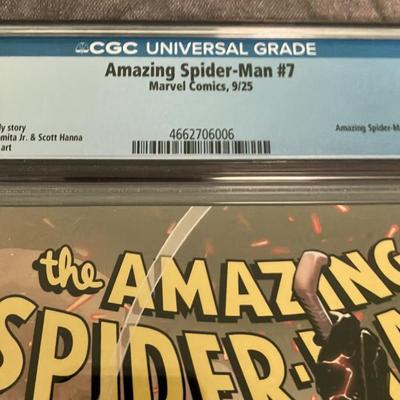 CGC UNIVERSAL GRADE
Amazing Spider-Man #7
Marvel Comics, 9/25
ly story
mita Jr. & Scott Hanna
art
4662706006
Amazing Spider-M
the AMAZING
SPIDER-MA